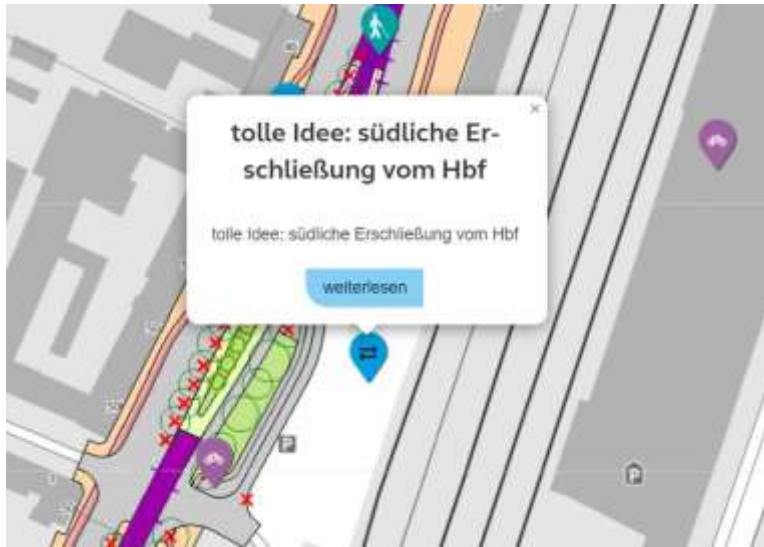 tolle Idee: südliche Er-
schließung vom Hbf
×
tolle Idee: südliche Erschließung vom Hbf
weiterlesen
P
P